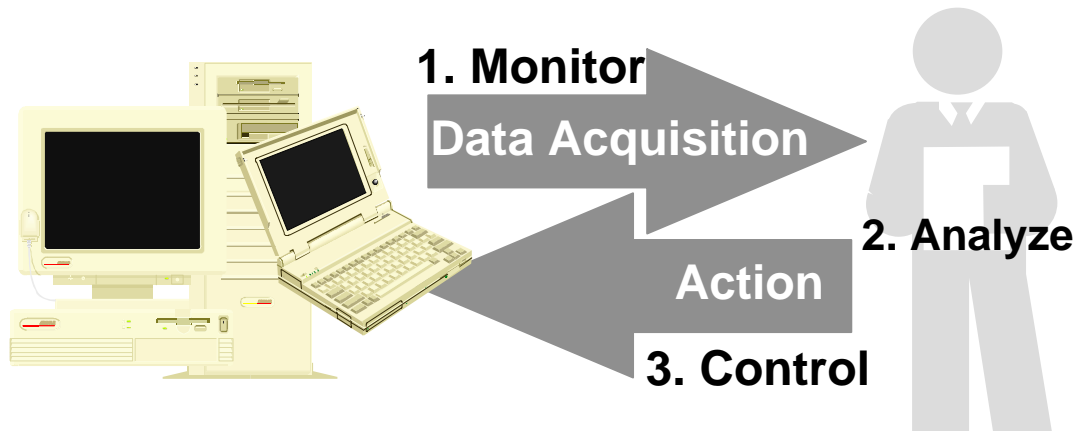 1. Monitor
Data Acquisition
2. Analyze
Action
3. Control